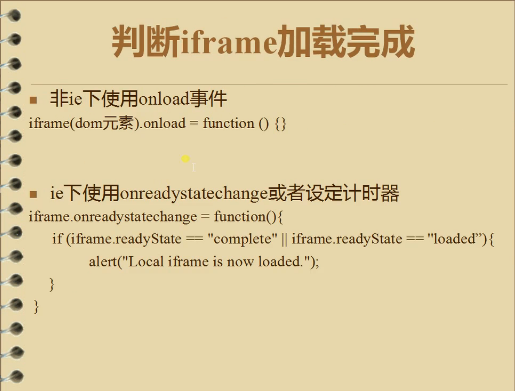 判断iframe加载完成
非ie下使用onload事件
iframe(dom元素).onload = function () {}
ie下使用onreadystatechange或者设定计时器
iframe.onreadystatechange = function(){
if (iframe.readyState == "complete" || iframe.readyState == "loaded”){
alert("Local iframe is now loaded.");
}
}